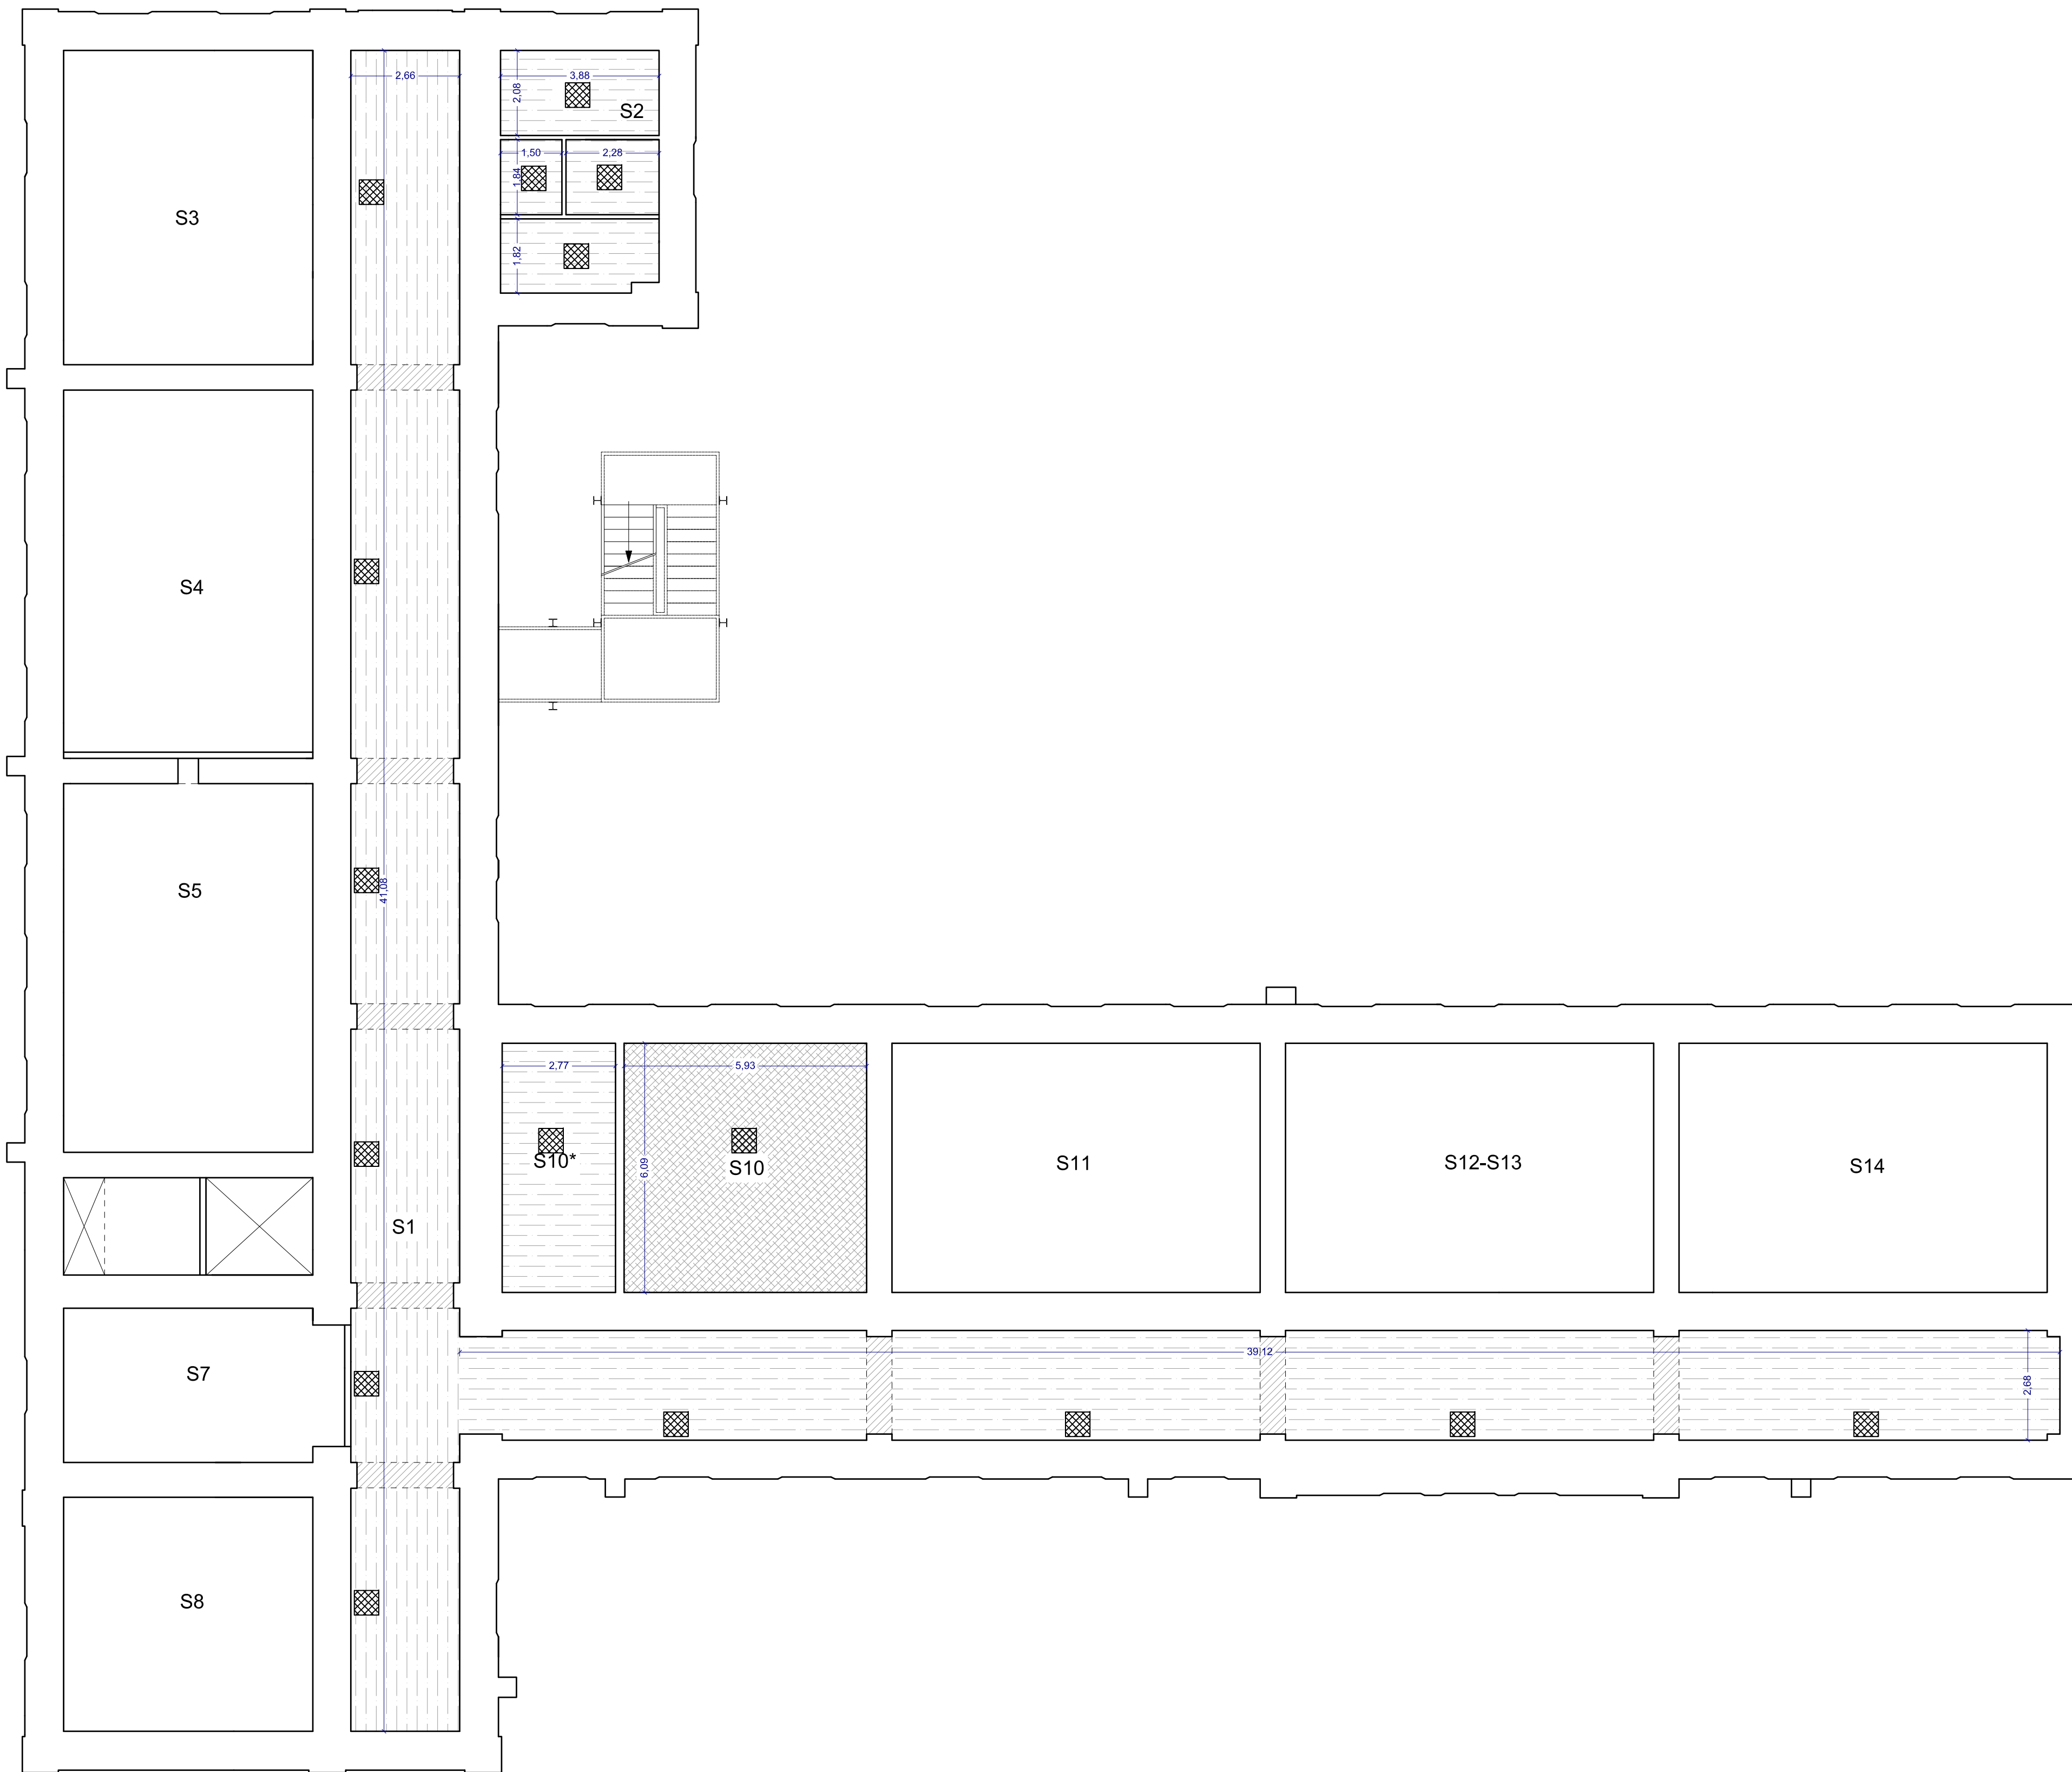 2,66
3,88
2,08
S2
1,50
2,28
1,84
S3
1,82
S4
41,08
S5
2,77
5,93
S10*
6,09
S10
S11
S12-S13
S14
S1
39,12
S7
2,68
S8